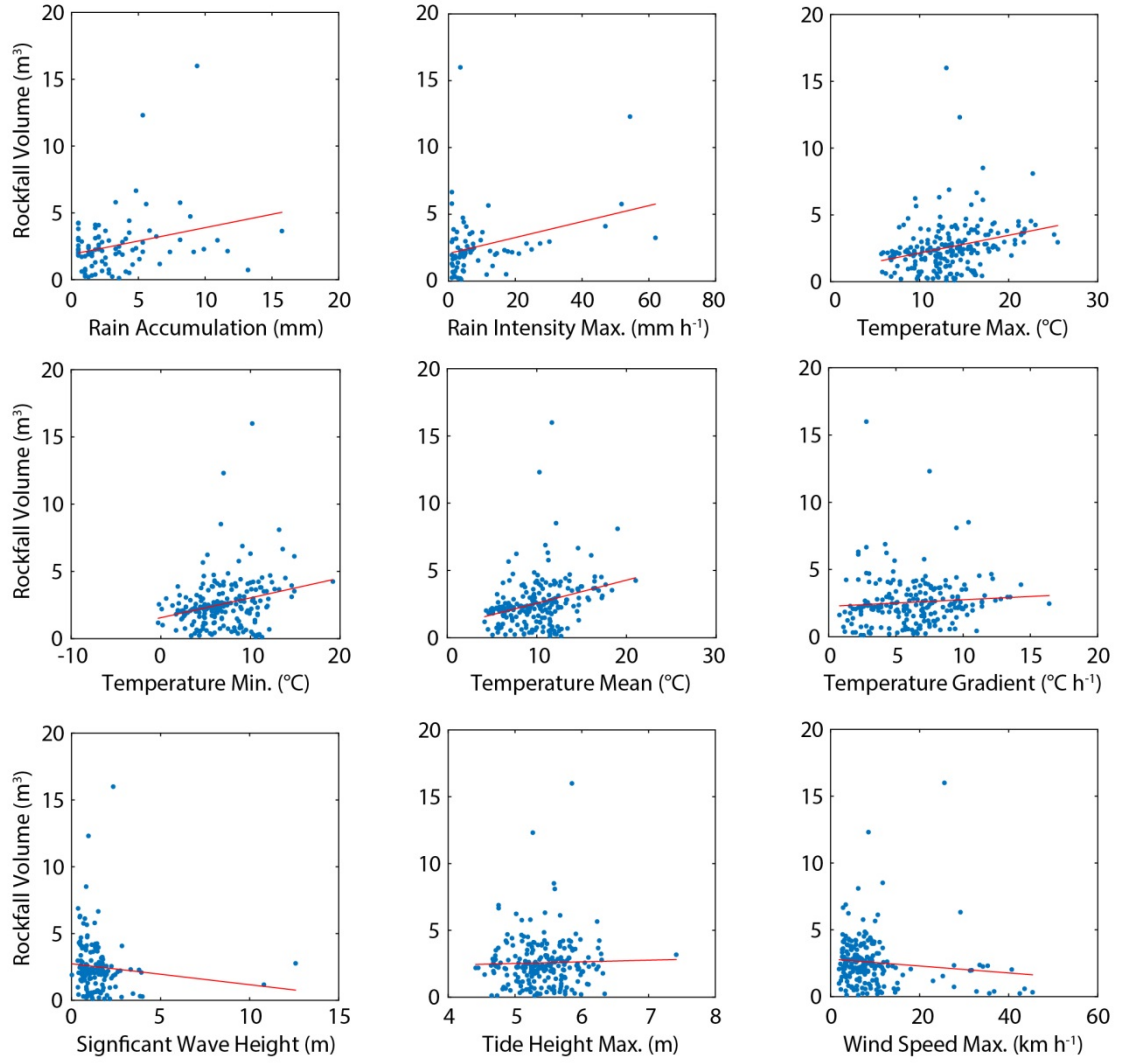 20
15
10
5
0
Rockfall Volume (m³)
0 5 10 15 20
Rain Accumulation (mm)
20
15
10
5
0
0 20 40 60 80
Rain Intensity Max. (mm h⁻¹)
20
15
10
5
0
0 10 20 30
Temperature Max. (°C)
20
15
10
5
0
Rockfall Volume (m³)
-10 0 10 20
Temperature Min. (°C)
20
15
10
5
0
0 10 20 30
Temperature Mean (°C)
20
15
10
5
0
0 5 10 15 20
Temperature Gradient (°C h⁻¹)
20
15
10
5
0
Rockfall Volume (m³)
0 5 10 15
Signficant Wave Height (m)
20
15
10
5
0
4 5 6 7 8
Tide Height Max. (m)
20
15
10
5
0
0 20 40 60
Wind Speed Max. (km h⁻¹)